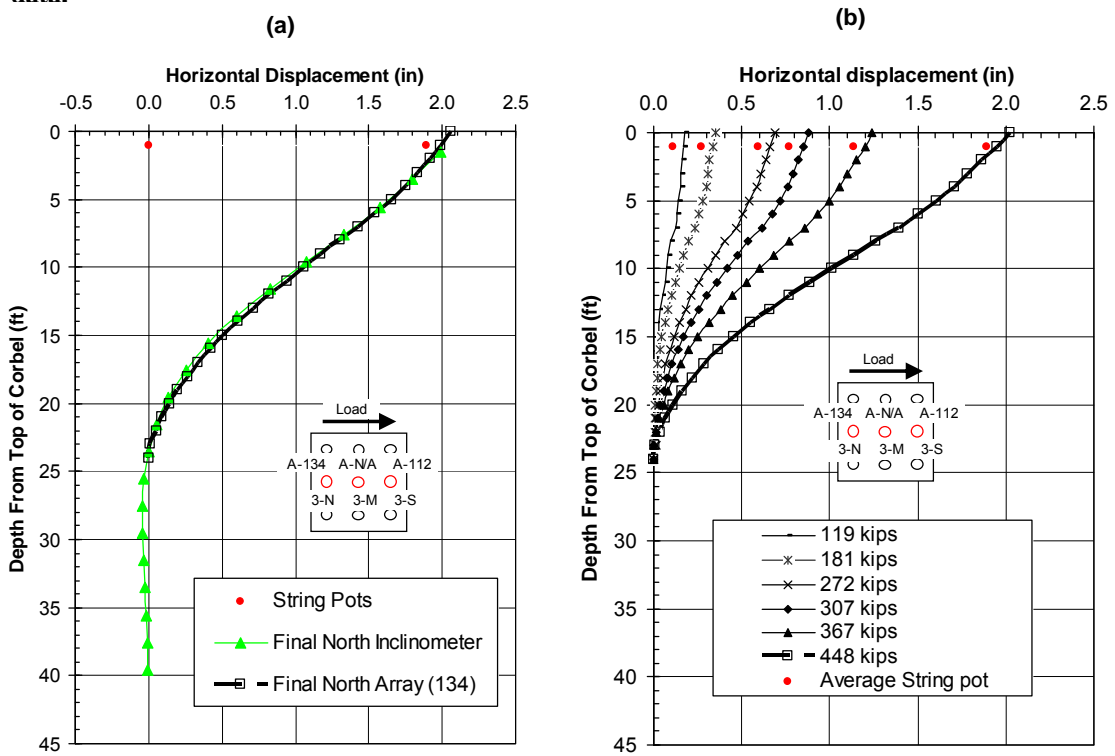 (a)
Horizontal Displacement (in)
-0.5 0.0 0.5 1.0 1.5 2.0 2.5
0
5
10
15
20
25
30
35
40
45
Depth From Top of Corbel (ft)
Load
A-134 A-N/A A-112
3-N 3-M 3-S
String Pots
Final North Inclinometer
Final North Array (134)
(b)
Horizontal displacement (in)
0.0 0.5 1.0 1.5 2.0 2.5
0
5
10
15
20
25
30
35
40
45
Depth From Top of Corbel (ft)
Load
A-134 A-N/A A-112
3-N 3-M 3-S
119 kips
181 kips
272 kips
307 kips
367 kips
448 kips
Average String pot